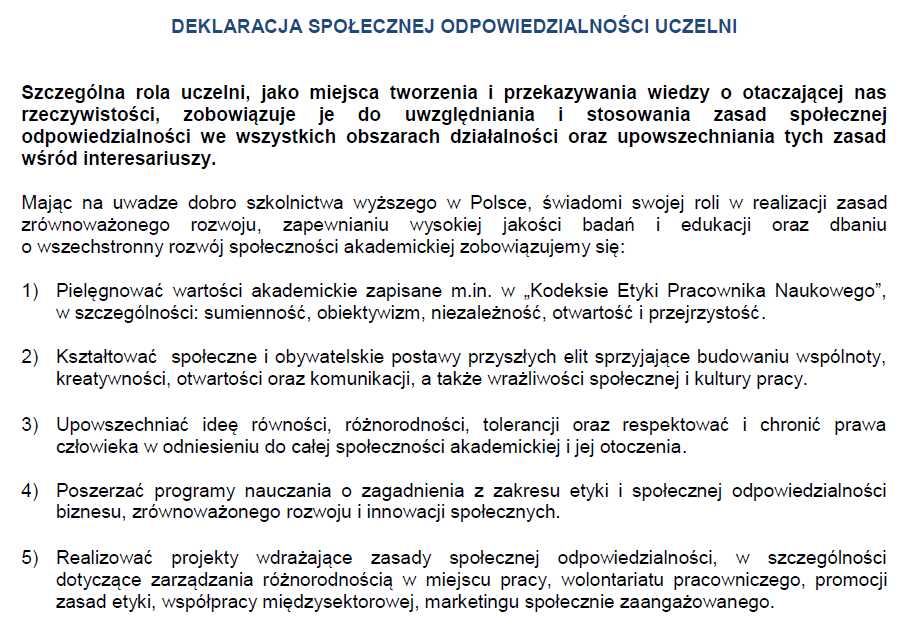 DEKLARACJA SPOŁECZNEJ ODPOWIEDZIALNOŚCI UCZELNI
Szczególna rola uczelni, jako miejsca tworzenia i przekazywania wiedzy o otaczającej nas
rzeczywistości, zobowiązuje je do uwzględniania i stosowania zasad społecznej
odpowiedzialności we wszystkich obszarach działalności oraz upowszechniania tych zasad
wśród interesariuszy.
Mając na uwadze dobro szkolnictwa wyższego w Polsce, świadomi swojej roli w realizacji zasad
zrównoważonego rozwoju, zapewnianiu wysokiej jakości badań i edukacji oraz dbaniu
o wszechstronny rozwój społeczności akademickiej zobowiązujemy się:
1) Pielęgnować wartości akademickie zapisane m.in. w „Kodeksie Etyki Pracownika Naukowego”,
w szczególności: sumienność, obiektywizm, niezależność, otwartość i przejrzystość.
2) Kształtować społeczne i obywatelskie postawy przyszłych elit sprzyjające budowaniu wspólnoty,
kreatywności, otwartości oraz komunikacji, a także wrażliwości społecznej i kultury pracy.
3) Upowszechniać ideę równości, różnorodności, tolerancji oraz respektować i chronić prawa
człowieka w odniesieniu do całej społeczności akademickiej i jej otoczenia.
4) Poszerzać programy nauczania o zagadnienia z zakresu etyki i społecznej odpowiedzialności
biznesu, zrównoważonego rozwoju i innowacji społecznych.
5) Realizować projekty wdrażające zasady społecznej odpowiedzialności, w szczególności
dotyczące zarządzania różnorodnością w miejscu pracy, wolontariatu pracowniczego, promocji
zasad etyki, współpracy międzysektorowej, marketingu społecznie zaangażowanego.